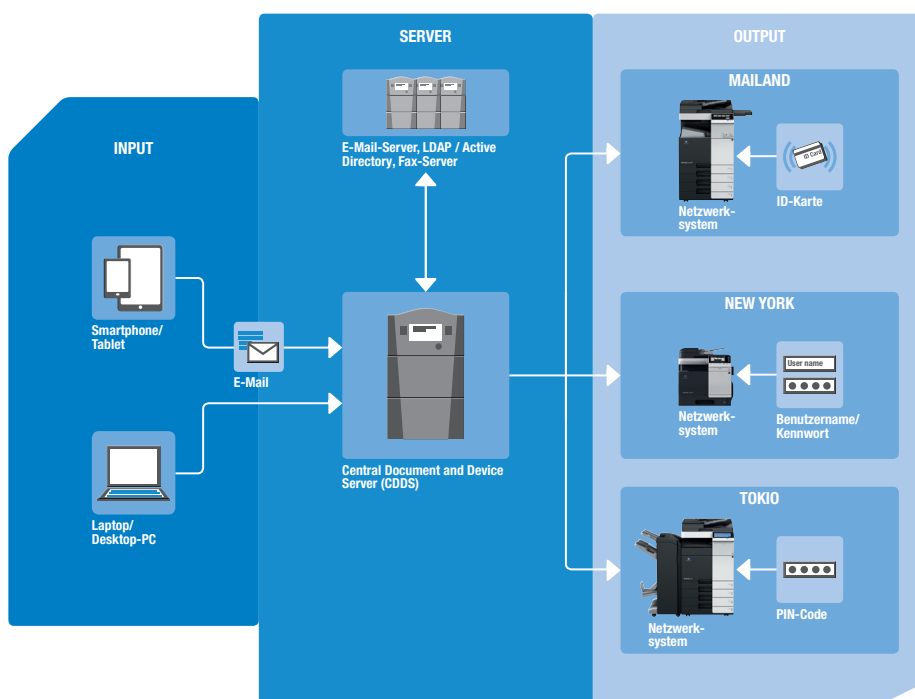 INPUT
Smartphone/
Tablet
E-Mail
Laptop/
Desktop-PC
SERVER
E-Mail-Server, LDAP / Active
Directory, Fax-Server
Central Document and Device
Server (CDDS)
OUTPUT
MAILAND
Netzwerk-
system
ID Card
ID-Karte
NEW YORK
Netzwerk-
system
User name
Benutzername/
Kennwort
TOKIO
Netzwerk-
system
PIN-Code